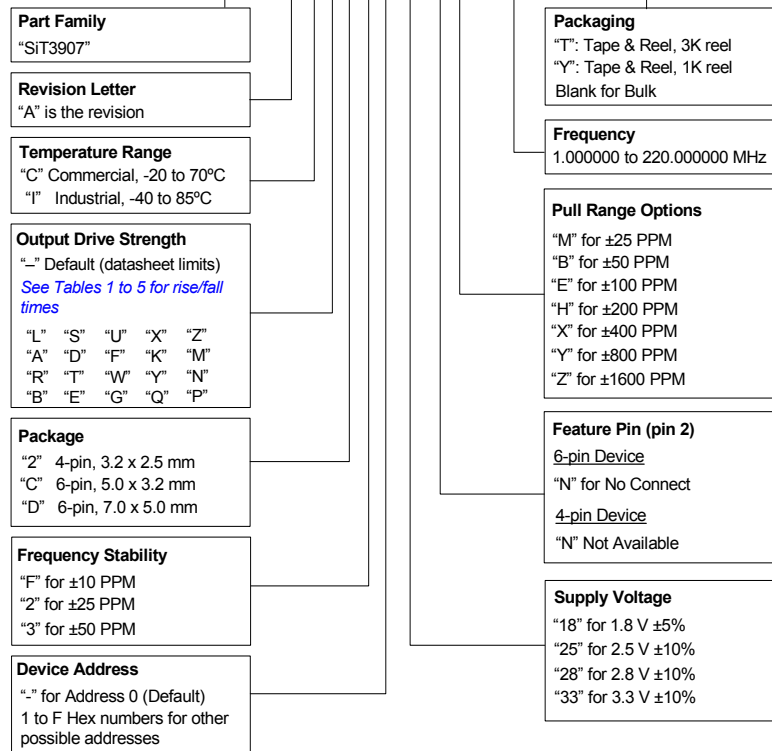 Part Family
“SiT3907”
Revision Letter
“A” is the revision
Temperature Range
“C” Commercial, -20 to 70ºC
“I” Industrial, -40 to 85ºC
Output Drive Strength
“–” Default (datasheet limits)
See Tables 1 to 5 for rise/fall
times
“L” “S” “U” “X” “Z”
“A” “D” “F” “K” “M”
“R” “T” “W” “Y” “N”
“B” “E” “G” “Q” “P”
Package
“2” 4-pin, 3.2 x 2.5 mm
“C” 6-pin, 5.0 x 3.2 mm
“D” 6-pin, 7.0 x 5.0 mm
Frequency Stability
“F” for ±10 PPM
“2” for ±25 PPM
“3” for ±50 PPM
Device Address
“-” for Address 0 (Default)
1 to F Hex numbers for other
possible addresses
Packaging
“T”: Tape & Reel, 3K reel
“Y”: Tape & Reel, 1K reel
Blank for Bulk
Frequency
1.000000 to 220.000000 MHz
Pull Range Options
“M” for ±25 PPM
“B” for ±50 PPM
“E” for ±100 PPM
“H” for ±200 PPM
“X” for ±400 PPM
“Y” for ±800 PPM
“Z” for ±1600 PPM
Feature Pin (pin 2)
6-pin Device
“N” for No Connect
4-pin Device
“N” Not Available
Supply Voltage
“18” for 1.8 V ±5%
“25” for 2.5 V ±10%
“28” for 2.8 V ±10%
“33” for 3.3 V ±10%